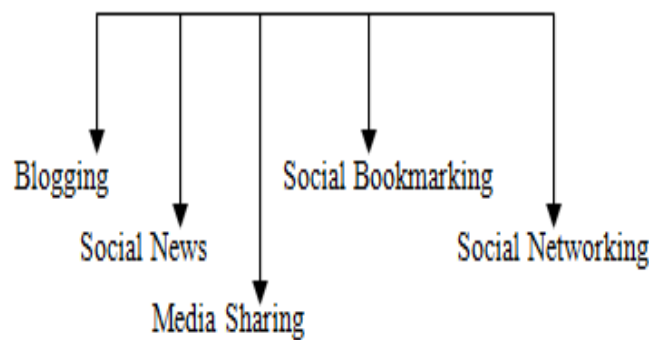 Blogging
Social News
Media Sharing
Social Bookmarking
Social Networking